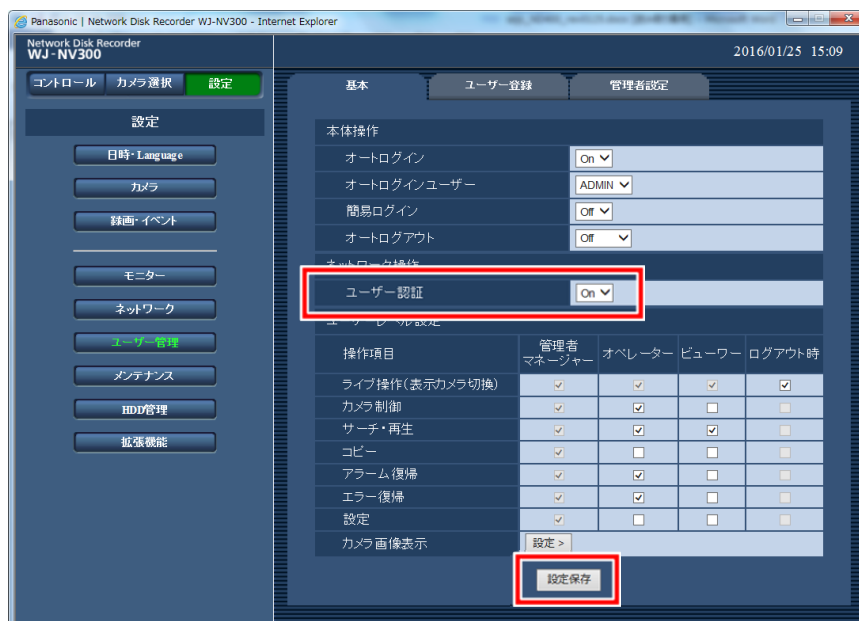 Panasonic | Network Disk Recorder WJ-NV300 - Internet Explorer
Network Disk Recorder
WJ-NV300
2016/01/25 15:09
コントロール カメラ選択 設定
基本 ユーザー登録 管理者設定
設定
日時・Language
カメラ
録画・イベント
モニター
ネットワーク
ユーザー管理
メンテナンス
HDD管理
拡張機能
本体操作
オートログイン On
オートログインユーザー ADMIN
簡易ログイン Off
オートログアウト Off
ネットワーク操作
ユーザー認証 On
ユーザーレベル設定
操作項目 管理者 マネージャー オペレーター ビューワー ログアウト時
ライブ操作(表示カメラ切換)
カメラ制御
サーチ・再生
コピー
アラーム復帰
エラー復帰
設定
カメラ画像表示 設定 >
設定保存